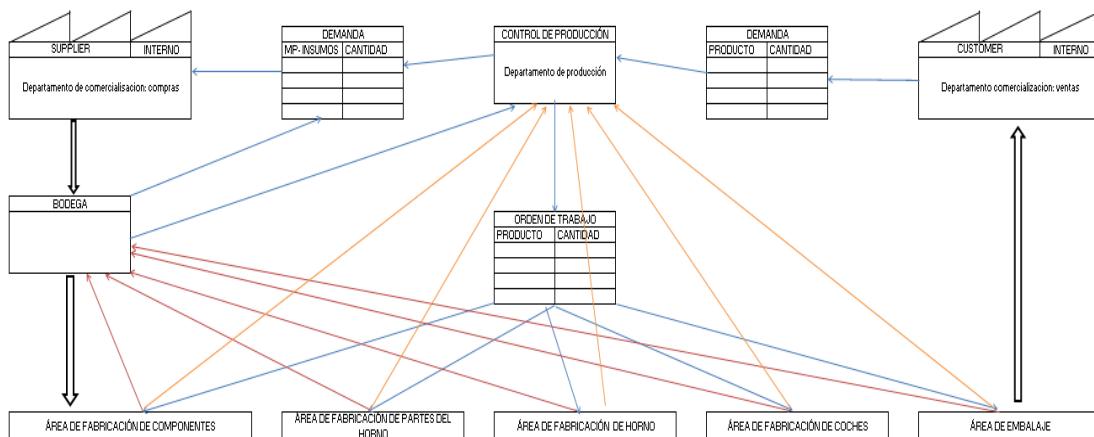 SUPPLIER INTERNO
Departamento de comercialisacion: compras
DEMANDA
MP- INSUMOS CANTIDAD
CONTROL DE PRODUCCIÓN
Departamento de producción
DEMANDA
PRODUCTO CANTIDAD
CUSTOMER INTERNO
Departamento comercializacion: ventas
BODEGA
ORDEN DE TRABAJO
PRODUCTO CANTIDAD
ÁREA DE FABRICACIÓN DE COMPONENTES
ÁREA DE FABRICACIÓN DE PARTES DEL
HORNO
ÁREA DE FABRICACIÓN DE HORNO
ÁREA DE FABRICACIÓN DE COCHES
ÁREA DE EMBALAJE